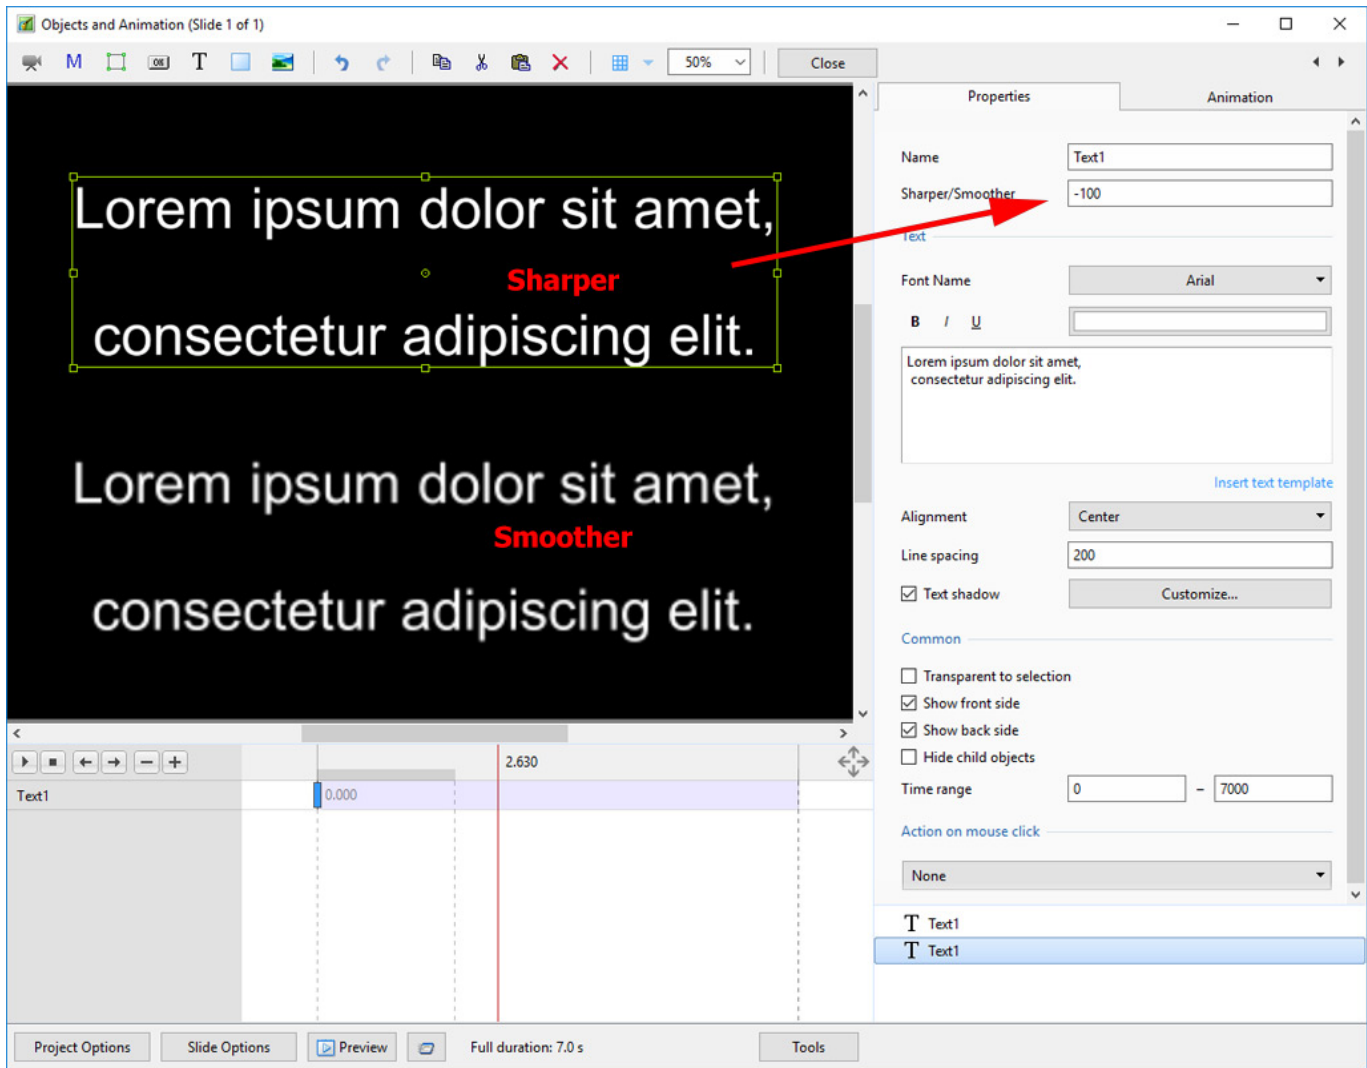 Objects and Animation (Slide 1 of 1)
M
OK
T
50%
Close
Properties
Animation
Lorem ipsum dolor sit amet,
Sharper
consectetur adipiscing elit.
Lorem ipsum dolor sit amet,
Smoother
consectetur adipiscing elit.
Name
Text1
Sharper/Smoother
-100
Text
Font Name
Arial
B I U
Lorem ipsum dolor sit amet,
consectetur adipiscing elit.
Insert text template
Alignment
Center
Line spacing
200
Text shadow
Customize...
Common
Transparent to selection
Show front side
Show back side
Hide child objects
Time range
0 – 7000
Action on mouse click
None
T Text1
T Text1
2.630
Text1
0.000
Project Options
Slide Options
Preview
Full duration: 7.0 s
Tools